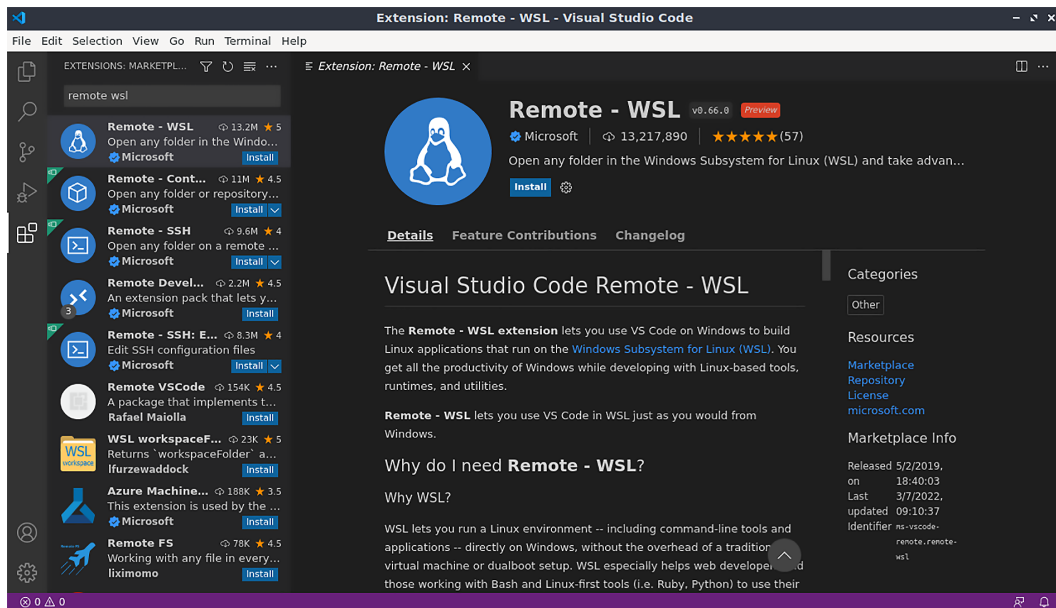 Extension: Remote - WSL - Visual Studio Code
File Edit Selection View Go Run Terminal Help
EXTENSIONS: MARKETPL...
remote wsl
Remote - WSL 13.2M 5
Open any folder in the Windo...
Microsoft Install
Remote - Cont... 11M 4.5
Open any folder or repository...
Microsoft Install
Remote - SSH 9.6M 4
Open any folder on a remote ...
Microsoft Install
Remote Devel... 2.2M 4.5
An extension pack that lets y...
3 Microsoft Install
Remote - SSH: E... 8.3M 4
Edit SSH configuration files
Microsoft Install
Remote VSCode 154K 4.5
A package that implements t...
Rafael Maiolla Install
WSL workspaceF... 23K 5
WSL
workspace
Returns `workspaceFolder` a...
lfurzewaddock Install
Azure Machine... 188K 3.5
This extension is used by the ...
Microsoft Install
Remote FS 78K 4.5
Remote FS
Working with any file in every...
liximomo Install
0 0
Extension: Remote - WSL
Remote - WSL v0.66.0 Preview
Microsoft 13,217,890 (57)
Open any folder in the Windows Subsystem for Linux (WSL) and take advan...
Install
Details Feature Contributions Changelog
Visual Studio Code Remote - WSL
The Remote - WSL extension lets you use VS Code on Windows to build
Linux applications that run on the Windows Subsystem for Linux (WSL). You
get all the productivity of Windows while developing with Linux-based tools,
runtimes, and utilities.
Remote - WSL lets you use VS Code in WSL just as you would from
Windows.
Why do I need Remote - WSL?
Why WSL?
WSL lets you run a Linux environment -- including command-line tools and
applications -- directly on Windows, without the overhead of a tradition
virtual machine or dualboot setup. WSL especially helps web developer and
those working with Bash and Linux-first tools (i.e. Ruby, Python) to use their
Categories
Other
Resources
Marketplace
Repository
License
microsoft.com
Marketplace Info
Released on 5/2/2019, 18:40:03
Last updated 3/7/2022, 09:10:37
Identifier ms-vscode-
remote.remote-
wsl